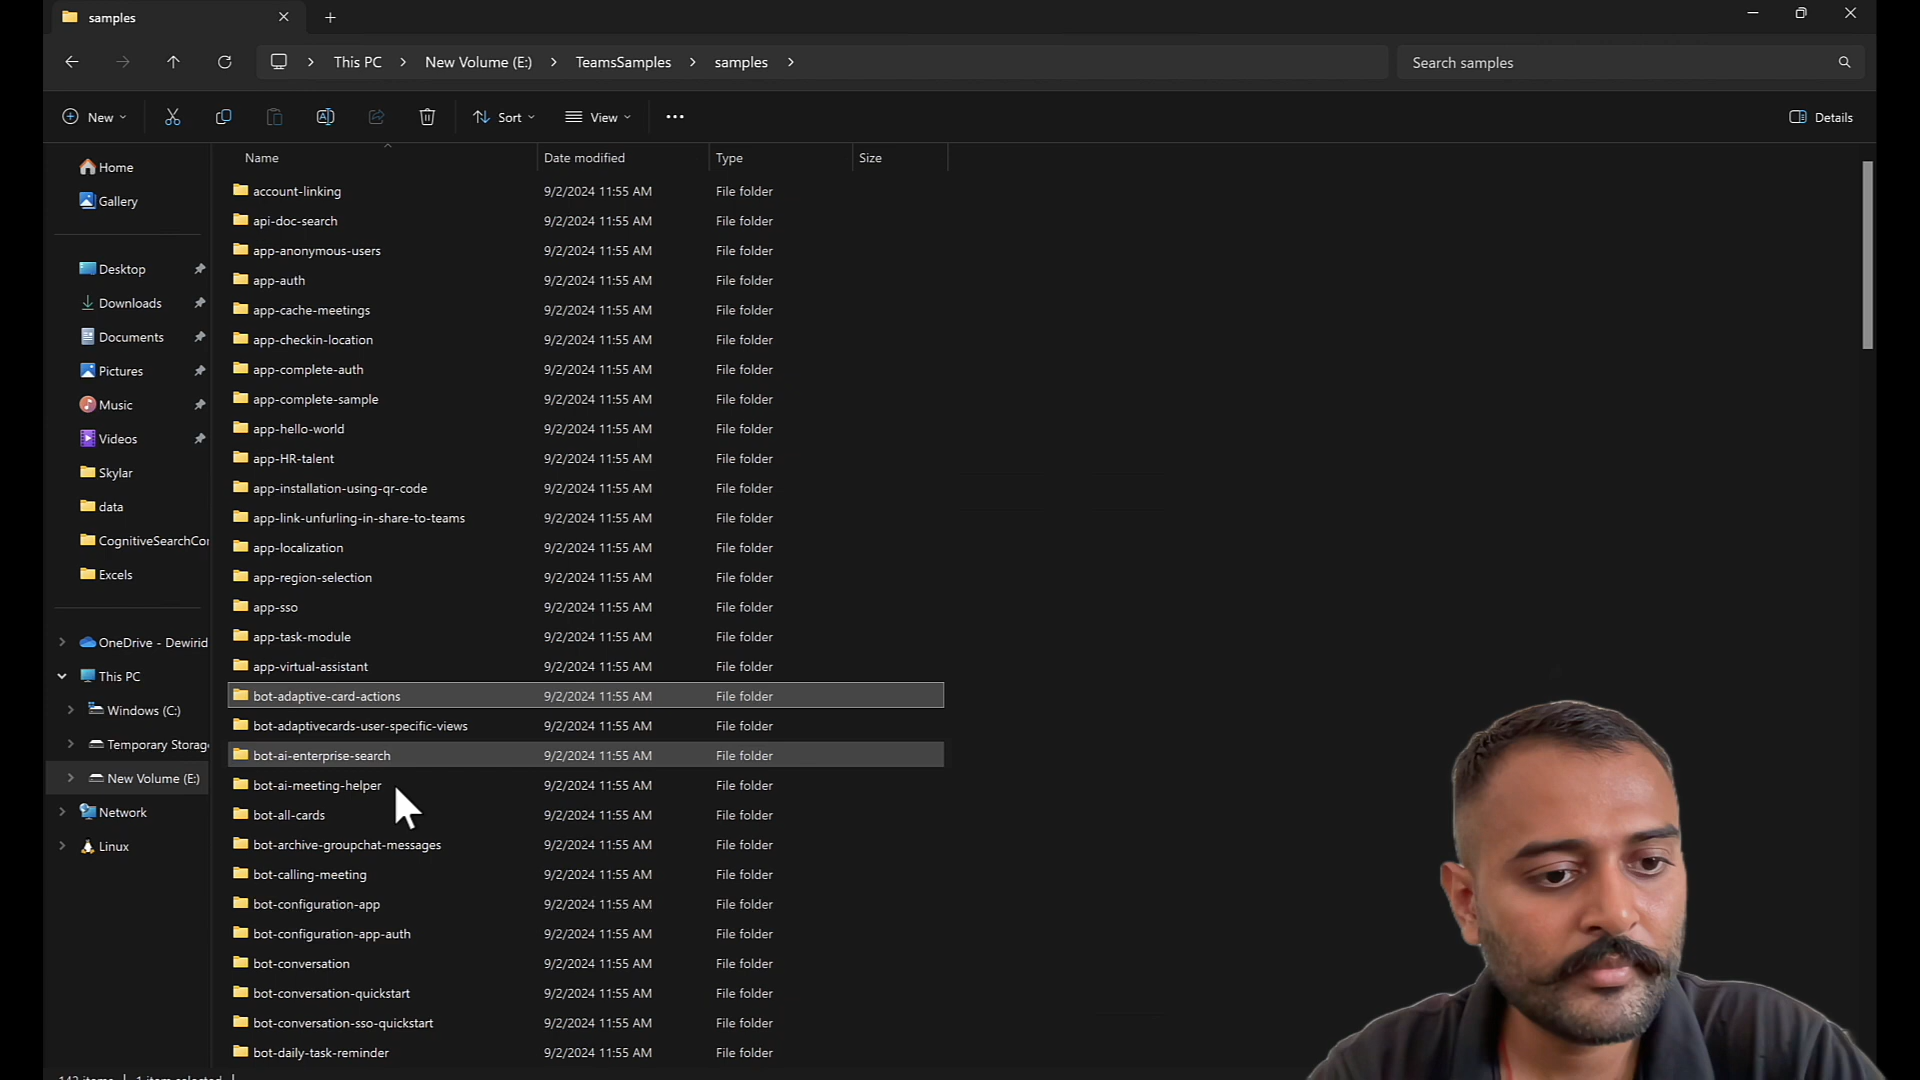 samples
This PC
New Volume (E:)
TeamsSamples
samples
Search samples
New
Sort
View
Details
Name Date modified Type Size
Home
Gallery
Desktop
Downloads
Documents
Pictures
Music
Videos
Skylar
data
CognitiveSearchCo
Excels
OneDrive - Dewirid
This PC
Windows (C:)
Temporary Storag
New Volume (E:)
Network
Linux
account-linking 9/2/2024 11:55 AM File folder
api-doc-search 9/2/2024 11:55 AM File folder
app-anonymous-users 9/2/2024 11:55 AM File folder
app-auth 9/2/2024 11:55 AM File folder
app-cache-meetings 9/2/2024 11:55 AM File folder
app-checkin-location 9/2/2024 11:55 AM File folder
app-complete-auth 9/2/2024 11:55 AM File folder
app-complete-sample 9/2/2024 11:55 AM File folder
app-hello-world 9/2/2024 11:55 AM File folder
app-HR-talent 9/2/2024 11:55 AM File folder
app-installation-using-qr-code 9/2/2024 11:55 AM File folder
app-link-unfurling-in-share-to-teams 9/2/2024 11:55 AM File folder
app-localization 9/2/2024 11:55 AM File folder
app-region-selection 9/2/2024 11:55 AM File folder
app-sso 9/2/2024 11:55 AM File folder
app-task-module 9/2/2024 11:55 AM File folder
app-virtual-assistant 9/2/2024 11:55 AM File folder
bot-adaptive-card-actions 9/2/2024 11:55 AM File folder
bot-adaptivecards-user-specific-views 9/2/2024 11:55 AM File folder
bot-ai-enterprise-search 9/2/2024 11:55 AM File folder
bot-ai-meeting-helper 9/2/2024 11:55 AM File folder
bot-all-cards 9/2/2024 11:55 AM File folder
bot-archive-groupchat-messages 9/2/2024 11:55 AM File folder
bot-calling-meeting 9/2/2024 11:55 AM File folder
bot-configuration-app 9/2/2024 11:55 AM File folder
bot-configuration-app-auth 9/2/2024 11:55 AM File folder
bot-conversation 9/2/2024 11:55 AM File folder
bot-conversation-quickstart 9/2/2024 11:55 AM File folder
bot-conversation-sso-quickstart 9/2/2024 11:55 AM File folder
bot-daily-task-reminder 9/2/2024 11:55 AM File folder